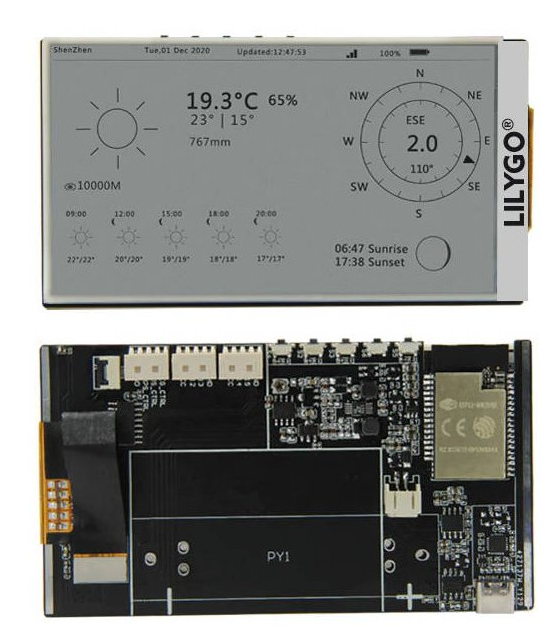 ShenZhen Tue,01 Dec 2020 Updated:12:47:53 100%
19.3°C 65%
23° | 15°
767mm
10000M
09:00 12:00 15:00 18:00 20:00
22°/22° 20°/20° 19°/19° 18°/18° 17°/17°
N
NW NE
ESE
W 2.0 E
110°
SW SE
S
06:47 Sunrise
17:38 Sunset
LILYGO®
CE
PY1
+